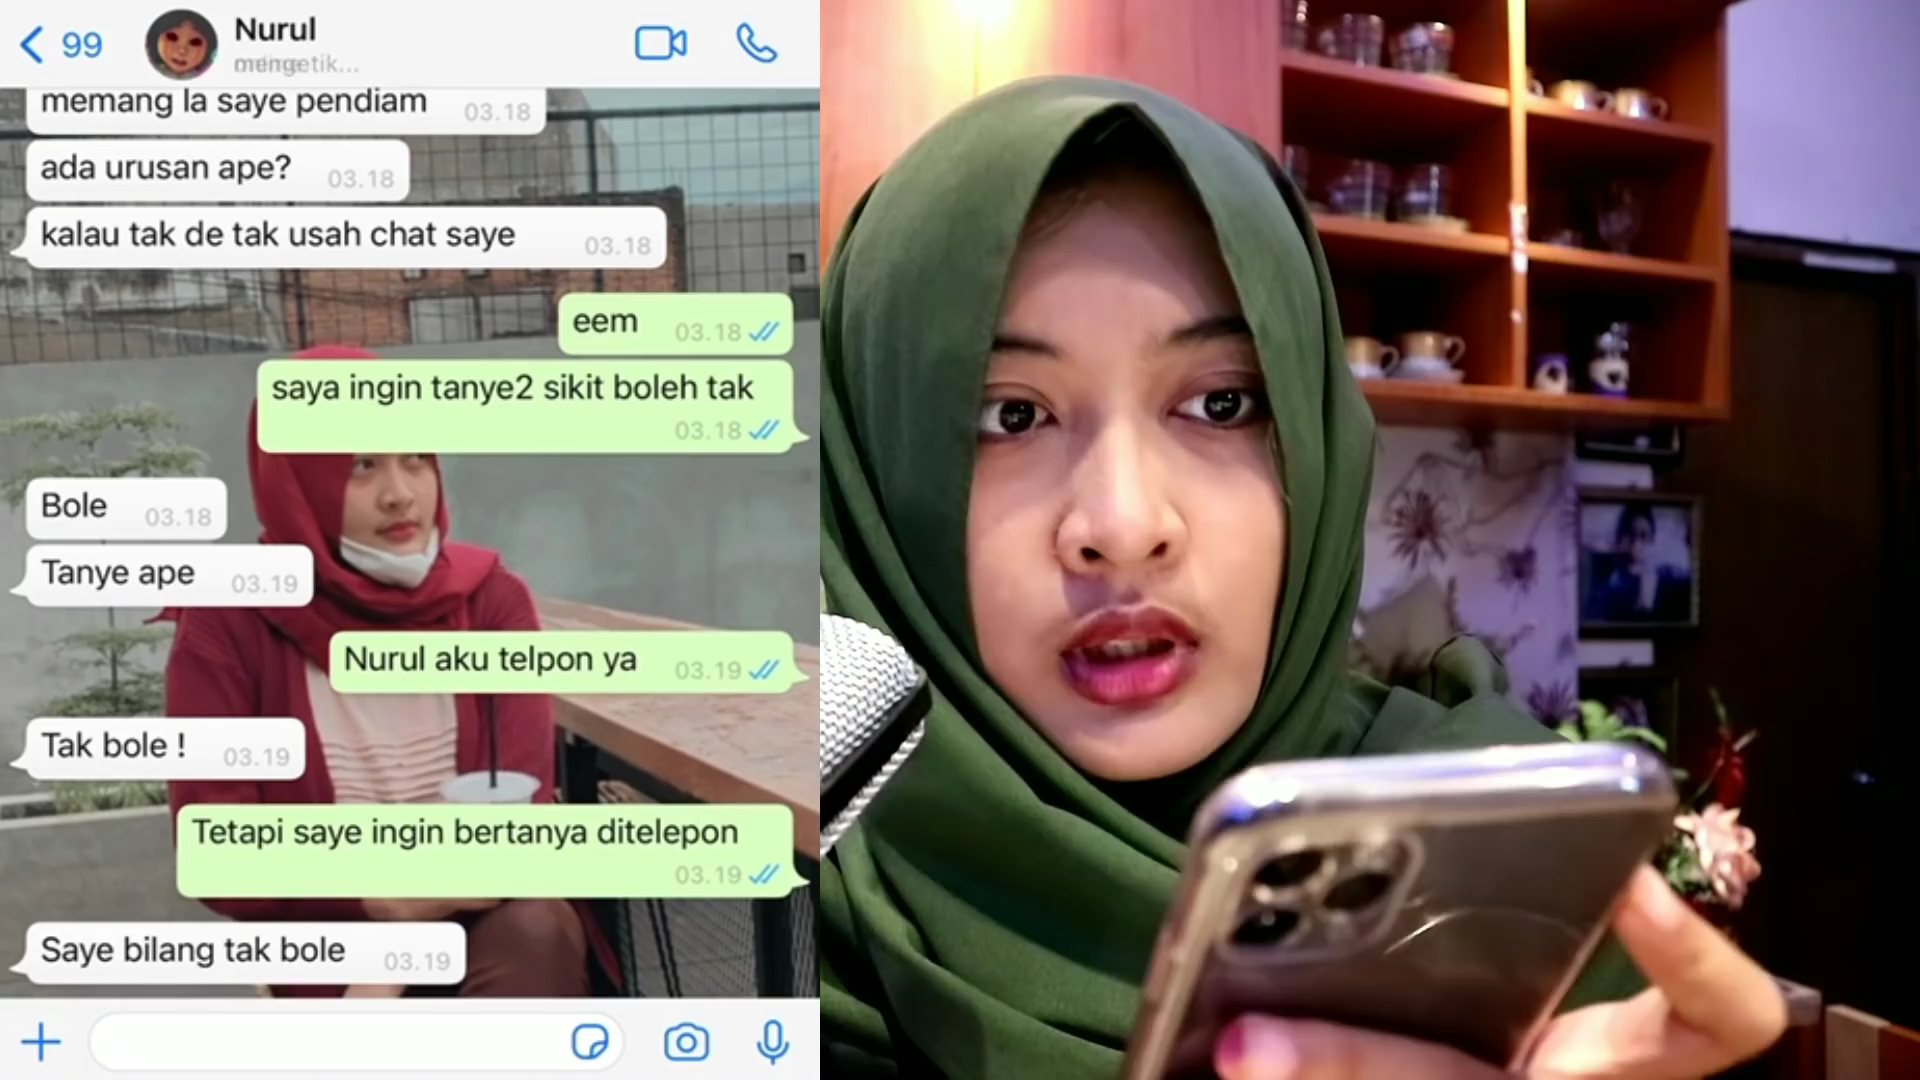 99
Nurul
mengetik...
memang la saye pendiam 03.18
ada urusan ape? 03.18
kalau tak de tak usah chat saye 03.18
eem 03.18
saya ingin tanye2 sikit boleh tak
03.18
Bole 03.18
Tanye ape 03.19
Nurul aku telpon ya 03.19
Tak bole ! 03.19
Tetapi saye ingin bertanya ditelepon
03.19
Saye bilang tak bole 03.19